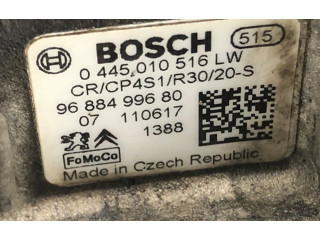 BOSCH 515
0 445 010 516 LW
CR/CP4S1/R30/20-S
96 884 996 80
07 110617
1388
FoMoCo
Made in Czech Republic